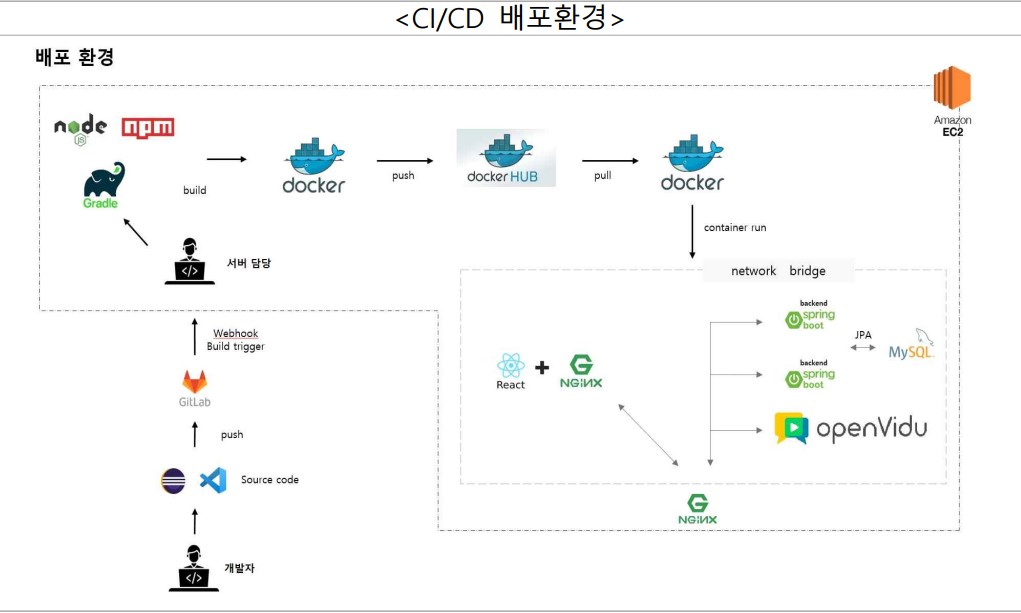 <CI/CD 배포환경>
배포 환경
Amazon
EC2
node
JS
npm
Gradle
build
docker
push
docker HUB
pull
docker
container run
서버 담당
network bridge
Webhook
Build trigger
GitLab
push
Source code
개발자
React
NGINX
backend
spring
boot
JPA
MySQL
backend
spring
boot
openVidu
NGINX